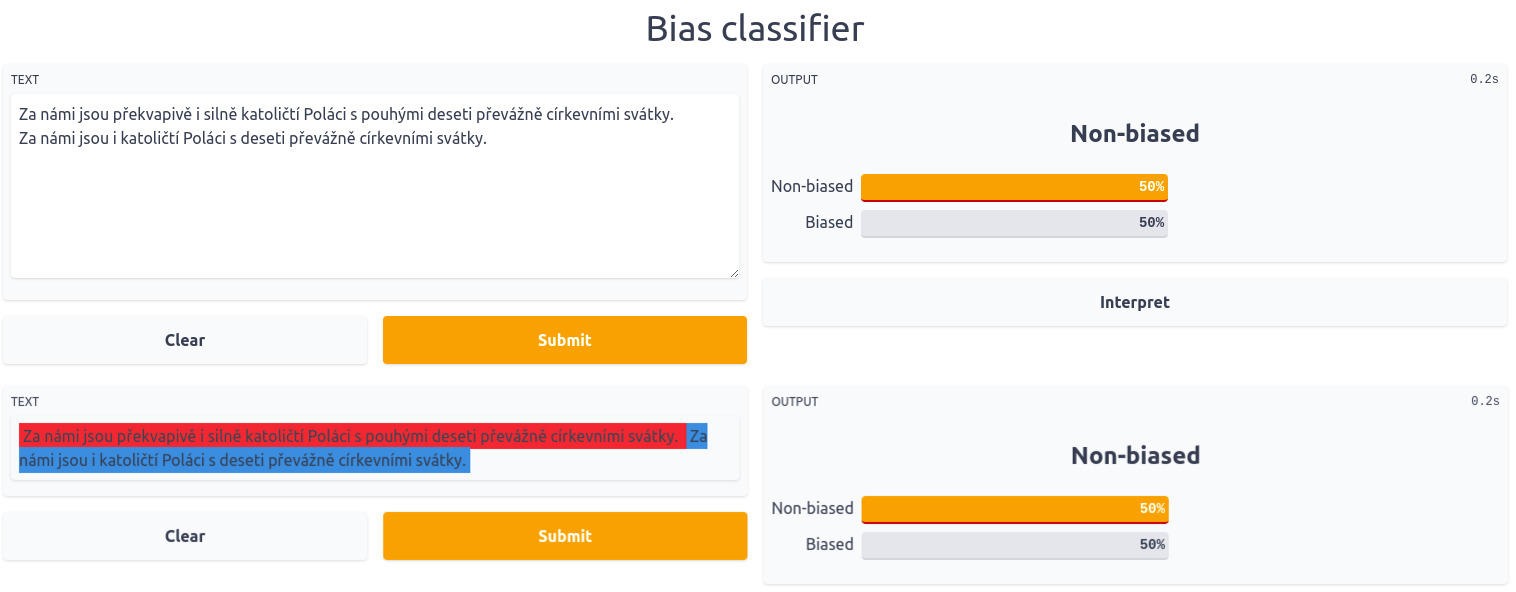 Bias classifier
TEXT
Za námi jsou překvapivě i silně katoličtí Poláci s pouhými deseti převážně církevními svátky.
Za námi jsou i katoličtí Poláci s deseti převážně církevními svátky.
Clear
Submit
OUTPUT
0.2s
Non-biased
Non-biased 50%
Biased 50%
Interpret
TEXT
Za námi jsou překvapivě i silně katoličtí Poláci s pouhými deseti převážně církevními svátky. Za
námi jsou i katoličtí Poláci s deseti převážně církevními svátky.
Clear
Submit
OUTPUT
0.2s
Non-biased
Non-biased 50%
Biased 50%